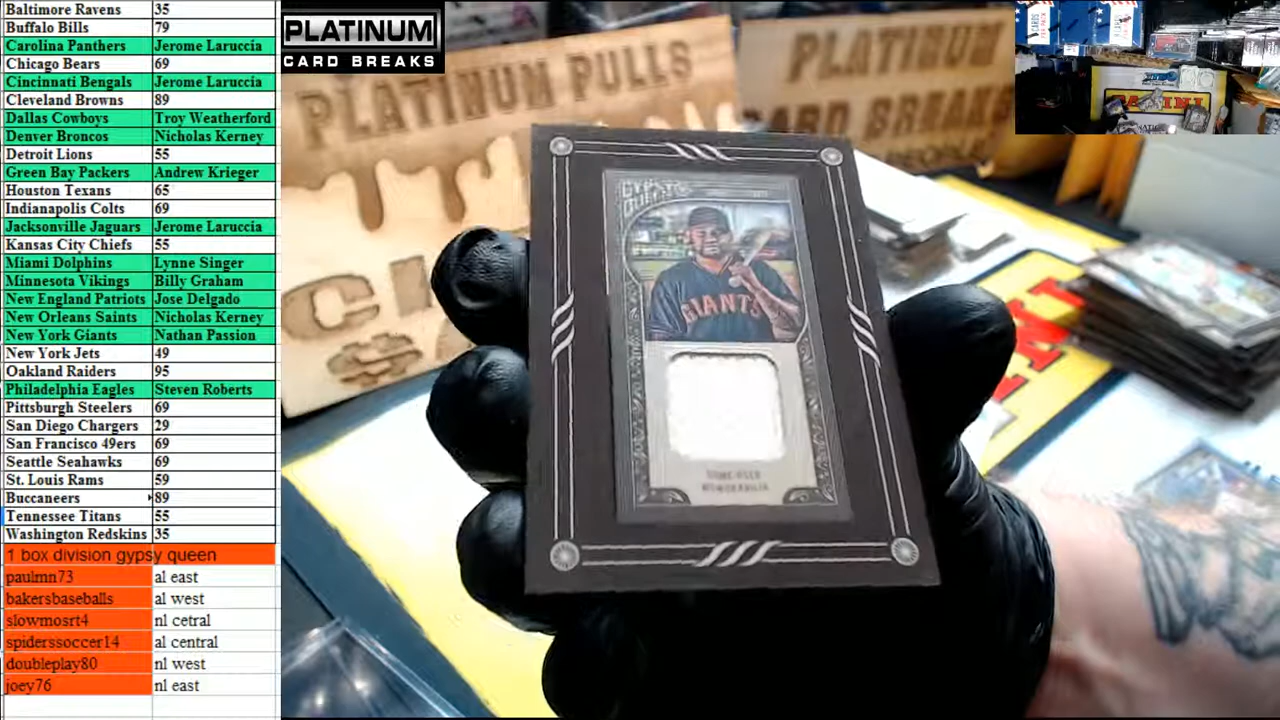 Baltimore Ravens 35
Buffalo Bills 79
Carolina Panthers Jerome Laruccia
Chicago Bears 69
Cincinnati Bengals Jerome Laruccia
Cleveland Browns 89
Dallas Cowboys Troy Weatherford
Denver Broncos Nicholas Kerney
Detroit Lions 55
Green Bay Packers Andrew Krieger
Houston Texans 65
Indianapolis Colts 69
Jacksonville Jaguars Jerome Laruccia
Kansas City Chiefs 55
Miami Dolphins Lynne Singer
Minnesota Vikings Billy Graham
New England Patriots Jose Delgado
New Orleans Saints Nicholas Kerney
New York Giants Nathan Passion
New York Jets 49
Oakland Raiders 95
Philadelphia Eagles Steven Roberts
Pittsburgh Steelers 69
San Diego Chargers 29
San Francisco 49ers 69
Seattle Seahawks 69
St. Louis Rams 59
Buccaneers 89
Tennessee Titans 55
Washington Redskins 35
1 box division gypsy queen
paulmn73 al east
bakersbaseballs al west
slowmosrt4 nl cetral
spiderssoccer14 al central
doubleplay80 nl west
joey76 nl east
PLATINUM
CARD BREAKS
PLATINUM PULLS
PLATINUM
CARD BREAKS
GIANTS
MEMORABILIA
PANINI